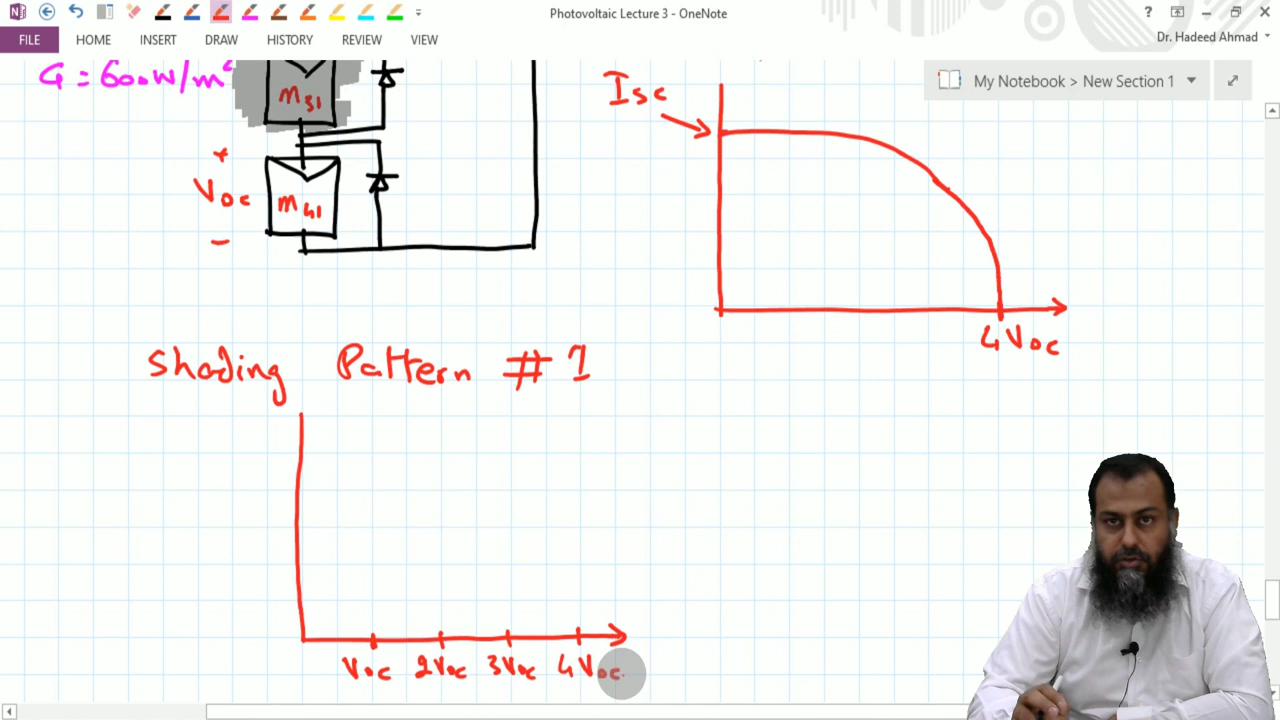 Photovoltaic Lecture 3 - OneNote
?
Dr. Hadeed Ahmad
FILE HOME INSERT DRAW HISTORY REVIEW VIEW
My Notebook > New Section 1
G = 600W/m²
M31
Isc
+
Voc
M41
-
4Voc
Shading Pattern # 1
Voc 2Voc 3Voc 4Voc